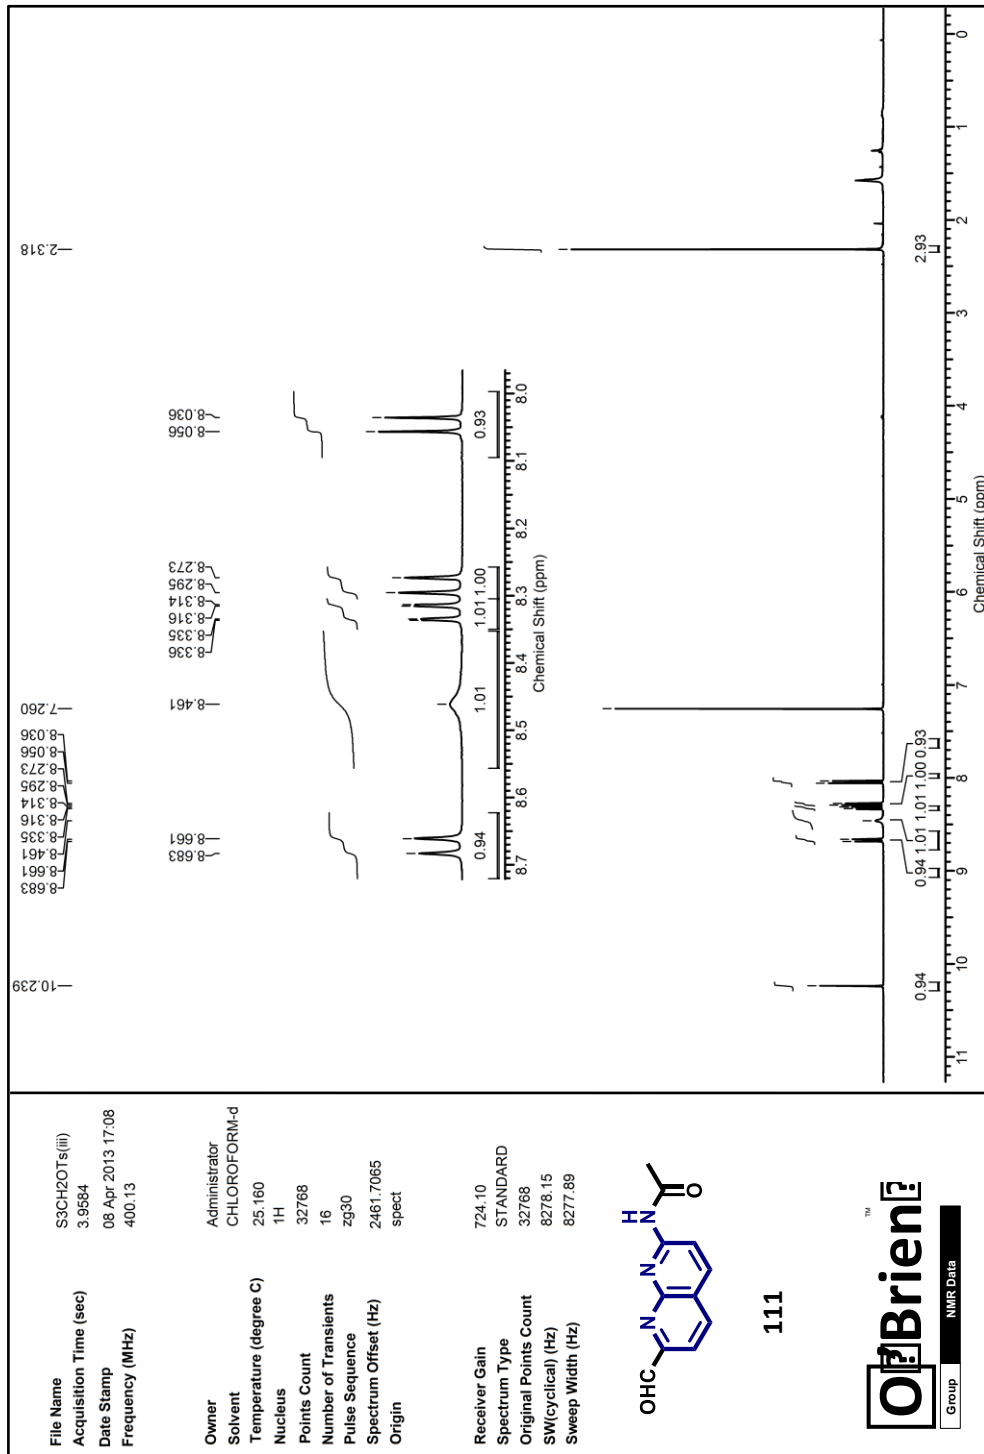 File Name S3CH2OTs(iii)
Acquisition Time (sec) 3.9584
Date Stamp 08 Apr 2013 17:08
Frequency (MHz) 400.13
Owner Administrator
Solvent CHLOROFORM-d
Temperature (degree C) 25.160
Nucleus 1H
Points Count 32768
Number of Transients 16
Pulse Sequence zg30
Spectrum Offset (Hz) 2461.7065
Origin spect
Receiver Gain 724.10
Spectrum Type STANDARD
Original Points Count 32768
SW(cyclical) (Hz) 8278.15
Sweep Width (Hz) 8277.89
OHC N N H N O
111
O'Brien TM
Group NMR Data
10.239
8.683
8.661
8.461
8.335
8.316
8.314
8.295
8.273
8.056
8.036
7.260
2.318
8.683
8.661
8.461
8.336
8.335
8.316
8.314
8.295
8.273
8.056
8.036
0.94 1.01 1.01 1.00 0.93
8.7 8.6 8.5 8.4 8.3 8.2 8.1 8.0
Chemical Shift (ppm)
0.94 0.94 1.01 1.01 1.00 0.93 2.93
11 10 9 8 7 6 5 4 3 2 1 0
Chemical Shift (ppm)